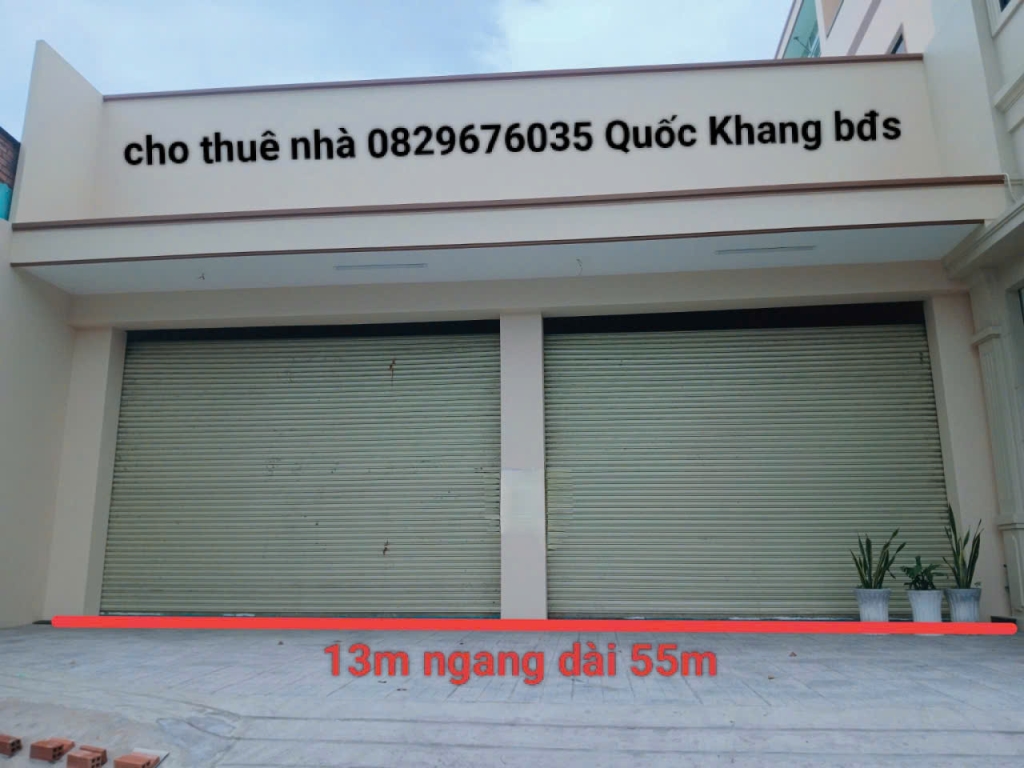 cho thuê nhà 0829676035 Quốc Khang bđs
13m ngang dài 55m